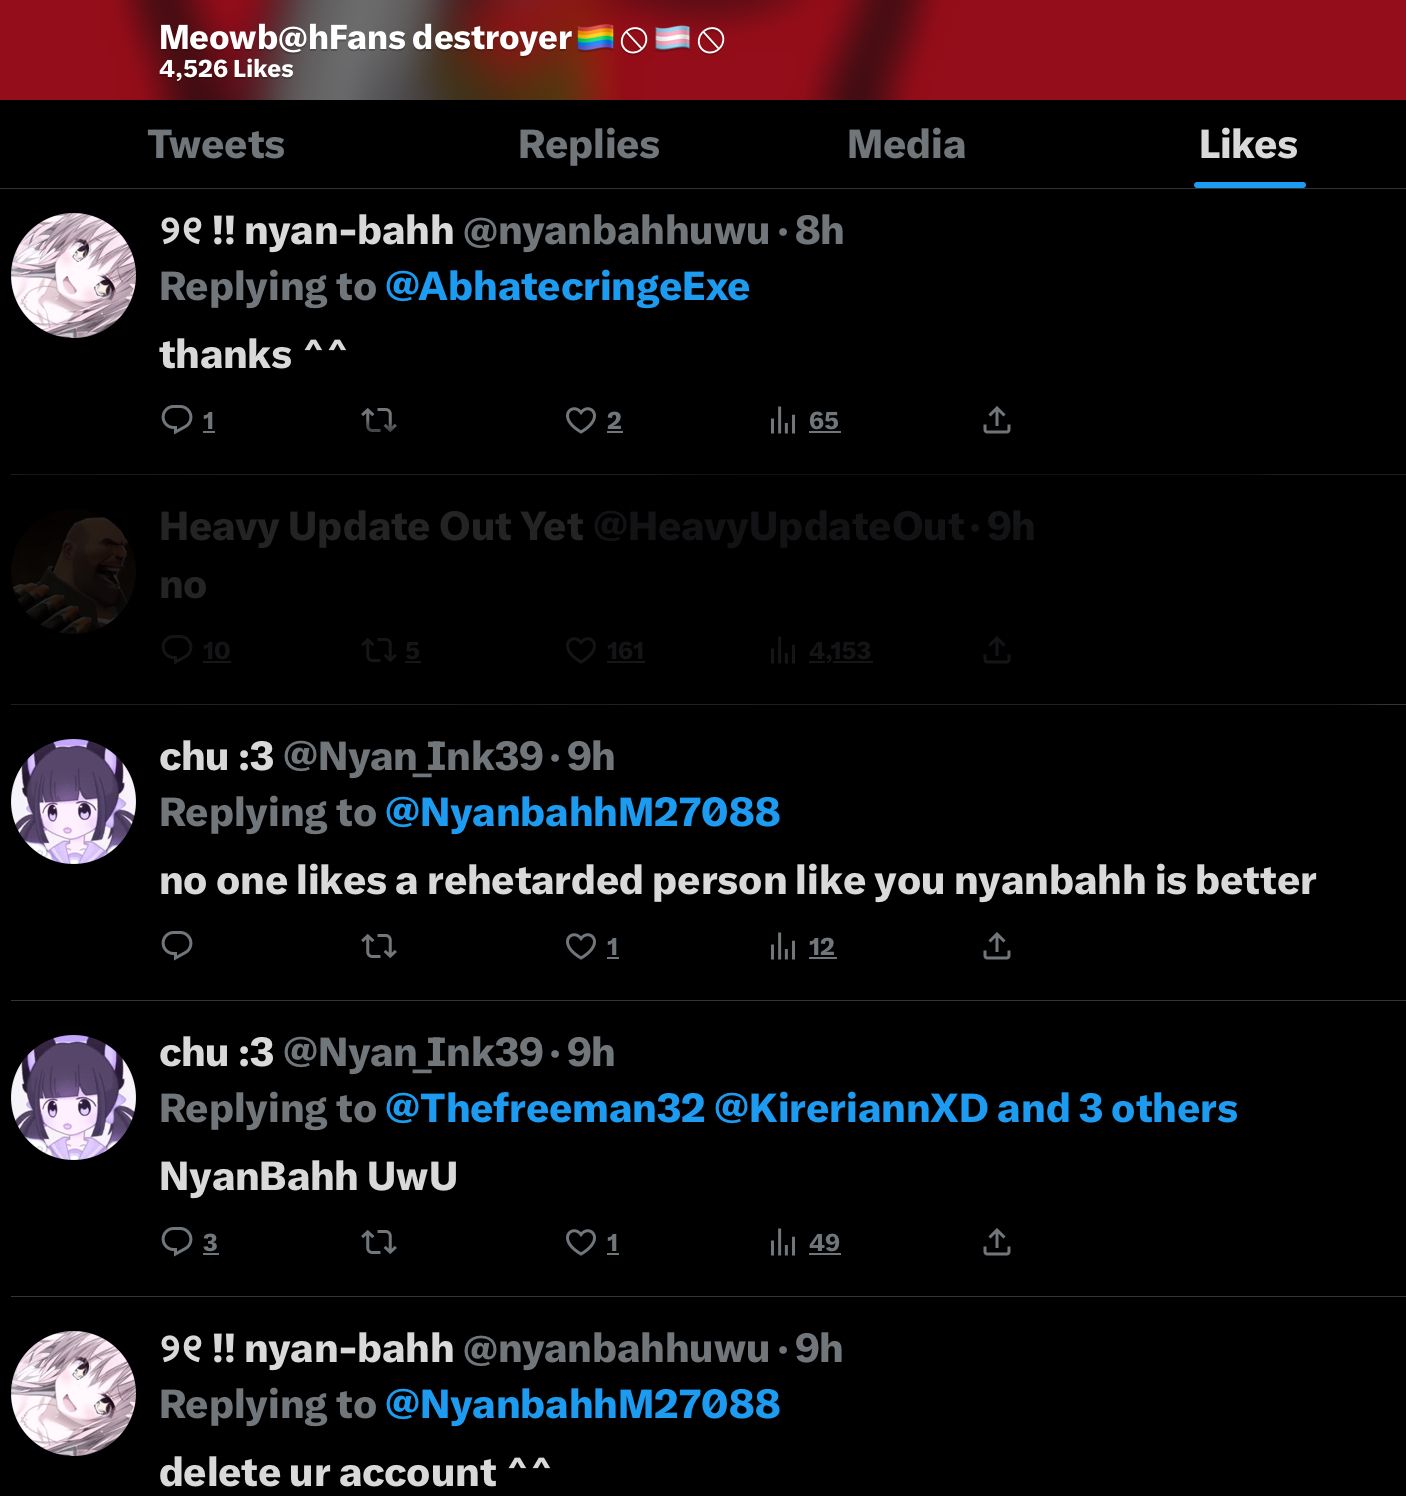 Meowb@hFans destroyer🏳️‍🌈🚫🏳️‍⚧️🚫
4,526 Likes
Tweets Replies Media Likes
୨୧ !! nyan-bahh @nyanbahhuwu · 8h
Replying to @AbhatecringeExe
thanks ^^
1 2 65
Heavy Update Out Yet @HeavyUpdateOut · 9h
no
10 5 161 4,153
chu :3 @Nyan_Ink39 · 9h
Replying to @NyanbahhM27088
no one likes a rehetarded person like you nyanbahh is better
1 12
chu :3 @Nyan_Ink39 · 9h
Replying to @Thefreeman32 @KireriannXD and 3 others
NyanBahh UwU
3 1 49
୨୧ !! nyan-bahh @nyanbahhuwu · 9h
Replying to @NyanbahhM27088
delete ur account ^^